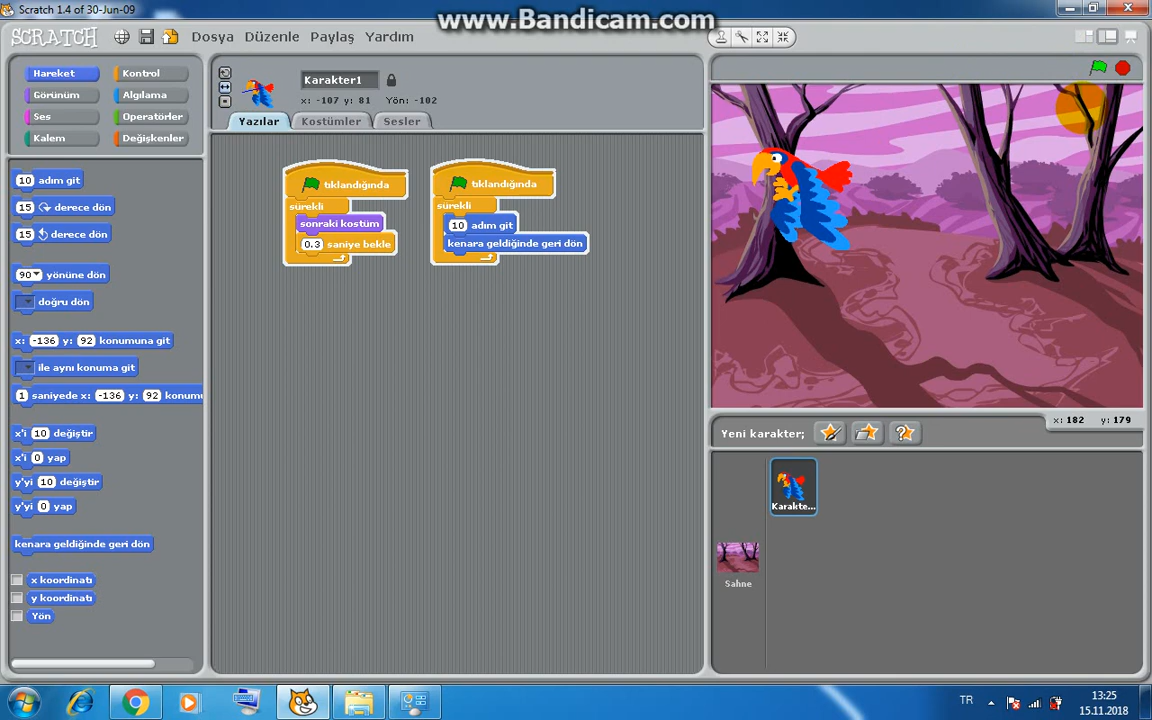 Scratch 1.4 of 30-Jun-09
www.Bandicam.com
SCRATCH
Dosya
Düzenle
Paylaş
Yardım
Hareket
Kontrol
Görünüm
Algılama
Ses
Operatörler
Kalem
Değişkenler
Karakter1
x: -107 y: 81 Yön: -102
Yazılar
Kostümler
Sesler
10 adım git
15 derece dön
15 derece dön
90 yönüne dön
doğru dön
x: -136 y: 92 konumuna git
ile aynı konuma git
1 saniyede x: -136 y: 92 konumu
x'i 10 değiştir
x'i 0 yap
y'yi 10 değiştir
y'yi 0 yap
kenara geldiğinde geri dön
x koordinatı
y koordinatı
Yön
tıklandığında
sürekli
sonraki kostüm
0.3 saniye bekle
tıklandığında
sürekli
10 adım git
kenara geldiğinde geri dön
x: 182 y: 179
Yeni karakter;
Karakte...
Sahne
TR
13:25
15.11.2018